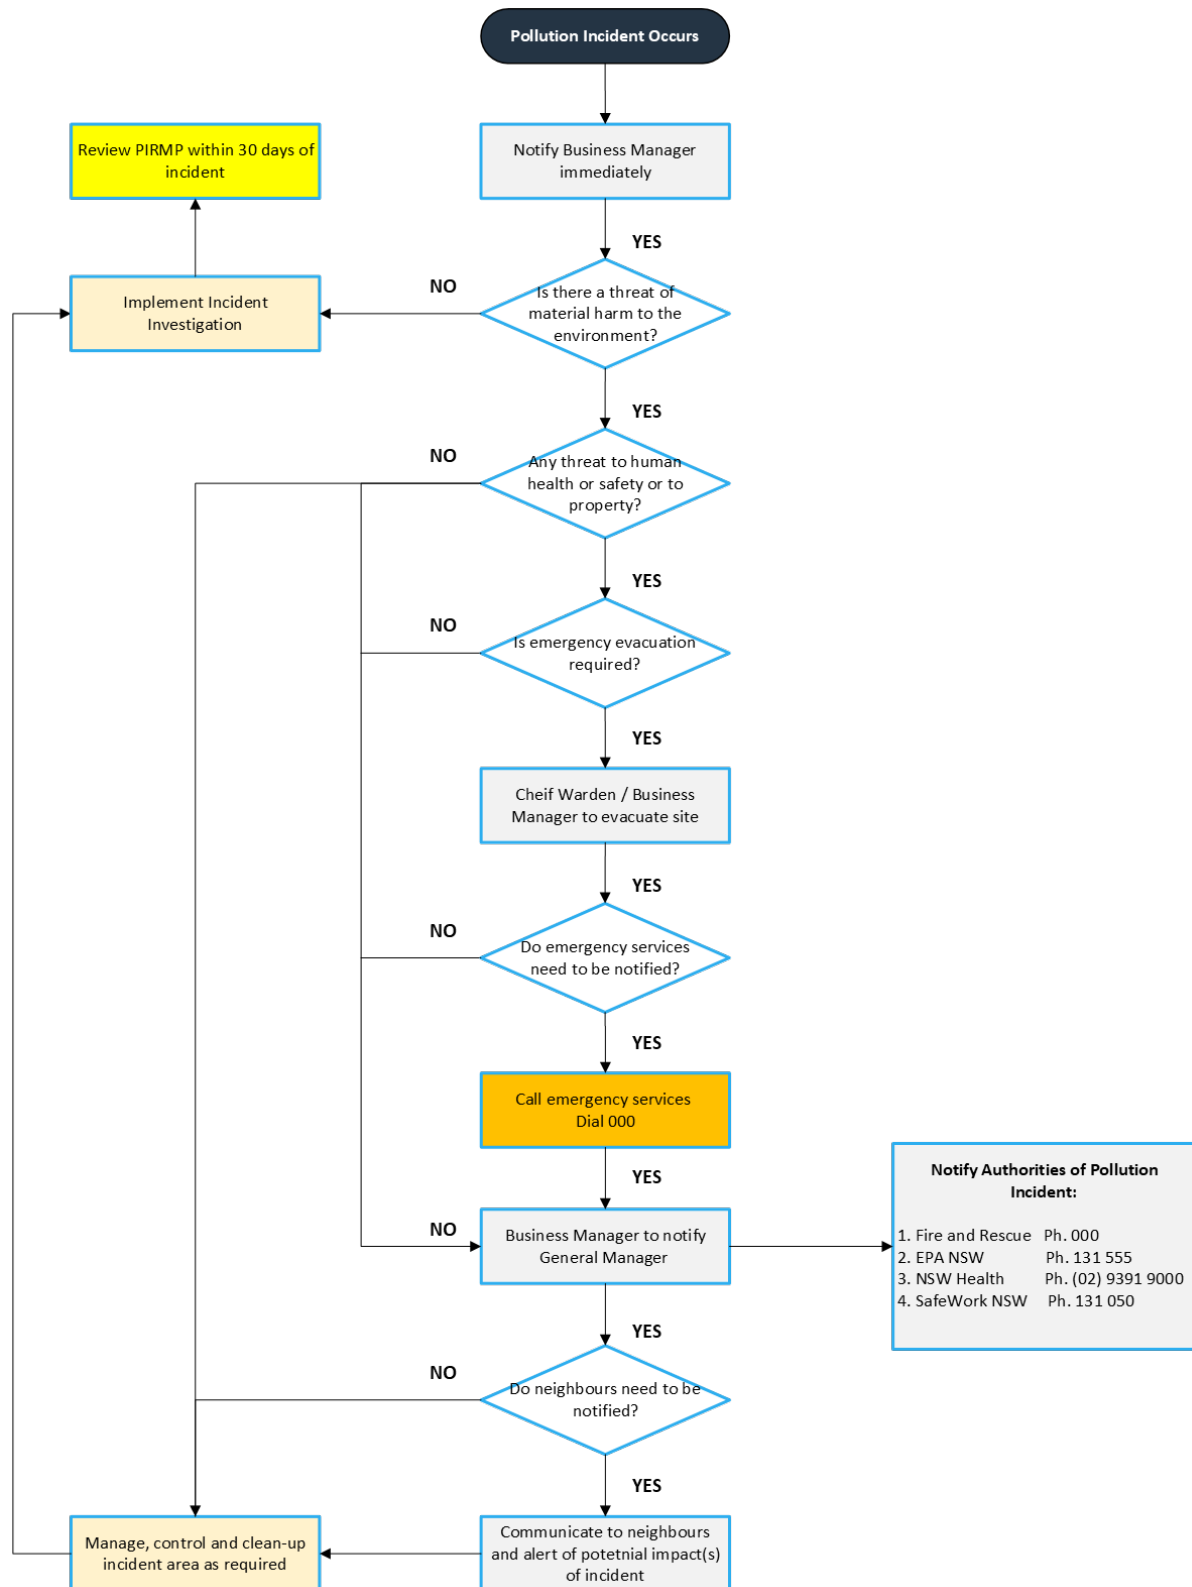 Pollution Incident Occurs
Review PIRMP within 30 days of
incident
Notify Business Manager
immediately
YES
NO
Is there a threat of
material harm to the
environment?
Implement Incident
Investigation
YES
NO
Any threat to human
health or safety or to
property?
YES
NO
Is emergency evacuation
required?
YES
Cheif Warden / Business
Manager to evacuate site
YES
NO
Do emergency services
need to be notified?
YES
Call emergency services
Dial 000
YES
NO
Business Manager to notify
General Manager
Notify Authorities of Pollution
Incident:
1. Fire and Rescue Ph. 000
2. EPA NSW Ph. 131 555
3. NSW Health Ph. (02) 9391 9000
4. SafeWork NSW Ph. 131 050
YES
NO
Do neighbours need to be
notified?
YES
Manage, control and clean-up
incident area as required
Communicate to neighbours
and alert of potetnial impact(s)
of incident